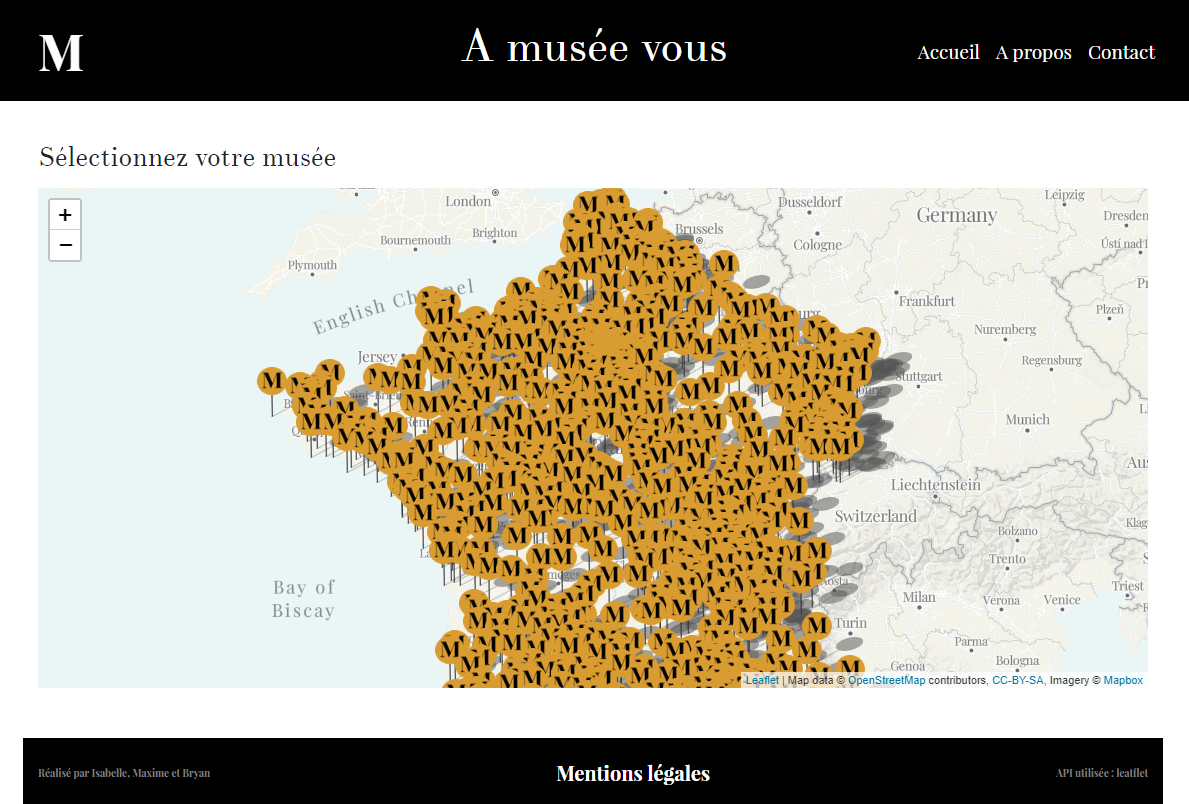 M
A musée vous
Accueil A propos Contact
Sélectionnez votre musée
+
−
London
Brighton
Bournemouth
Plymouth
English Ch nnel
Jersey
Brussels
Dusseldorf
Cologne
Germany
Leipzig
Dresden
Ústí nad
Frankfurt
Plzeň
Nuremberg
Regensburg
Stuttgart
Munich
Liechtenstein
Switzerland
Bolzano
Trento
Milan
Verona
Venice
Triest
Turin
Parma
Genoa
Bologna
Bay of
Biscay
M
Leaflet | Map data © OpenStreetMap contributors, CC-BY-SA, Imagery © Mapbox
Réalisé par Isabelle, Maxime et Bryan
Mentions légales
API utilisée : leatflet